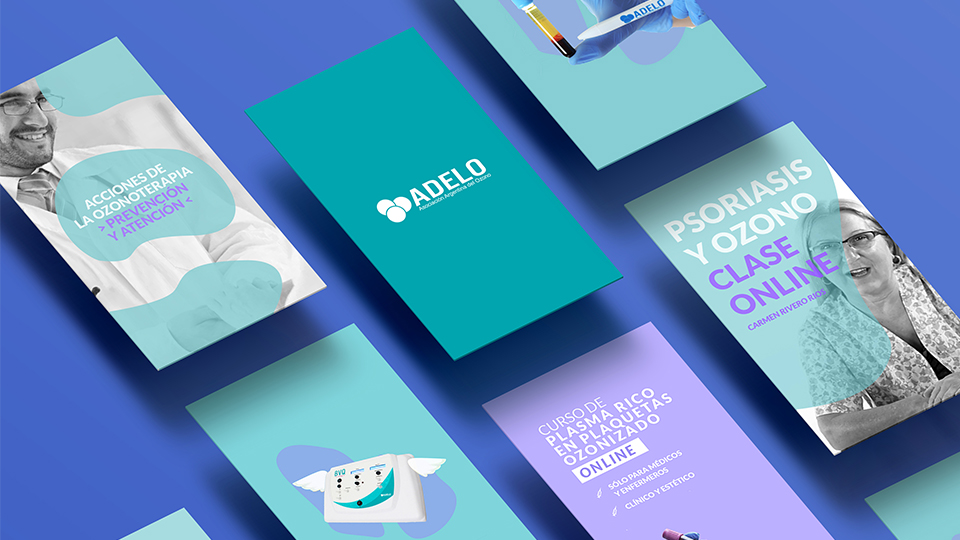 ACCIONES DE
LA OZONOTERAPIA
> PREVENCIÓN
Y ATENCIÓN <
ADELO
Asociación Argentina del Ozono
ADELO
PSORIASIS
Y OZONO
CLASE
ONLINE
CARMEN RIVERO RIOS
BVQ
CURSO DE
PLASMA RICO
EN PLAQUETAS
OZONIZADO
ONLINE
SÓLO PARA MÉDICOS
Y ENFERMEROS
CLÍNICO Y ESTÉTICO